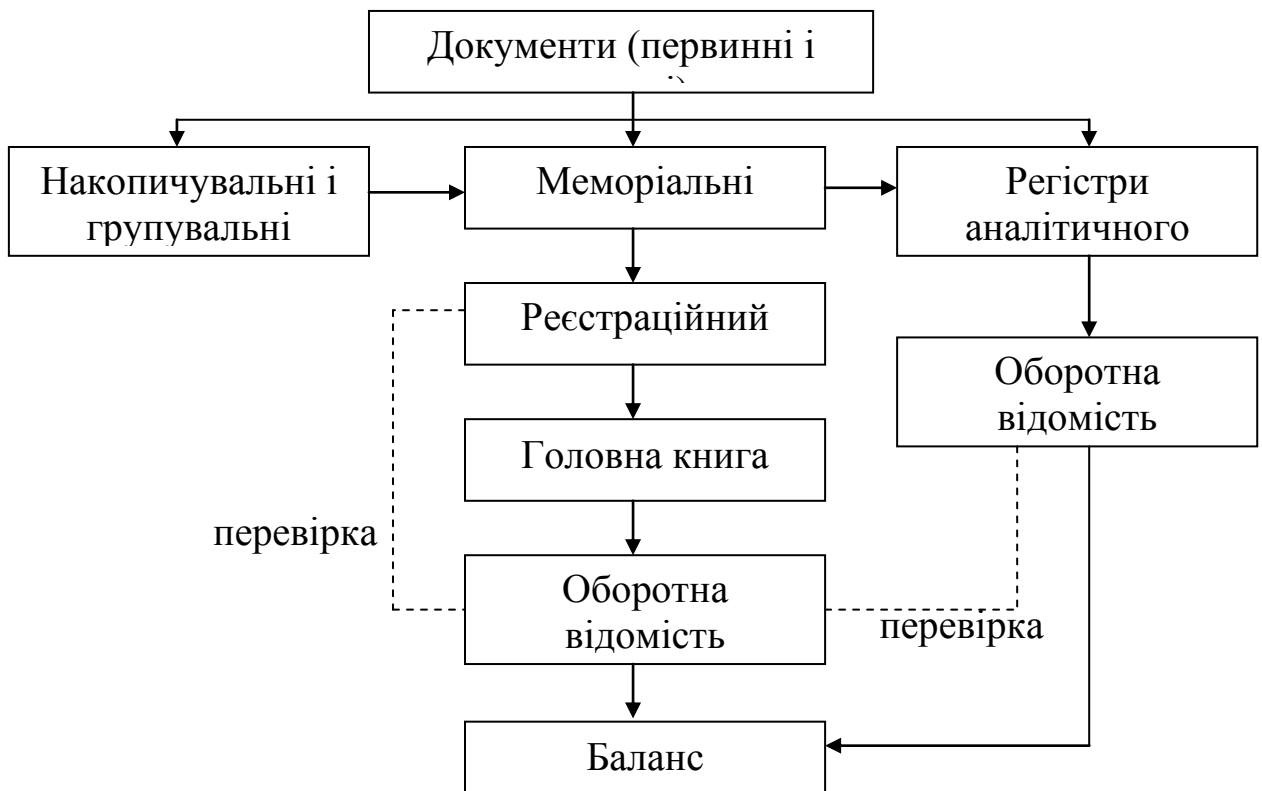 Документи (первинні і
Накопичувальні і
групувальні
Меморіальні
Регістри
аналітичного
Реєстраційний
Оборотна
відомість
Головна книга
перевірка
Оборотна
відомість
перевірка
Баланс